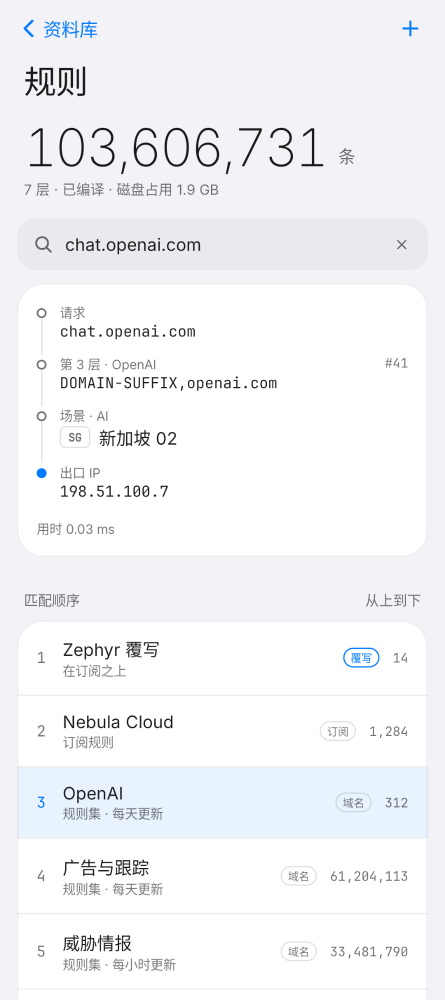 资料库
规则
103,606,731 条
7 层 · 已编译 · 磁盘占用 1.9 GB
chat.openai.com
请求
chat.openai.com
第 3 层 · OpenAI #41
DOMAIN-SUFFIX,openai.com
场景 · AI
SG 新加坡 02
出口 IP
198.51.100.7
用时 0.03 ms
匹配顺序 从上到下
1 Zephyr 覆写 覆写 14
在订阅之上
2 Nebula Cloud 订阅 1,284
订阅规则
3 OpenAI 域名 312
规则集 · 每天更新
4 广告与跟踪 域名 61,204,113
规则集 · 每天更新
5 威胁情报 域名 33,481,790
规则集 · 每小时更新